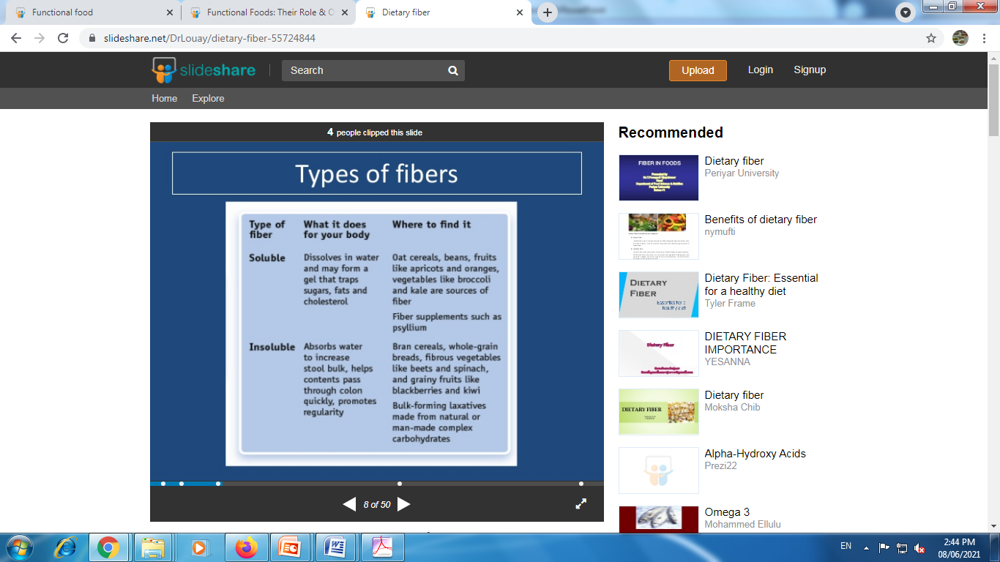 Functional food
Functional Foods: Their Role & O
Dietary fiber
slideshare.net/DrLouay/dietary-fiber-55724844
slideshare
Search
Upload
Login
Signup
Home
Explore
4 people clipped this slide
Types of fibers
Type of
fiber
What it does
for your body
Where to find it
Soluble
Dissolves in water
and may form a
gel that traps
sugars, fats and
cholesterol
Oat cereals, beans, fruits
like apricots and oranges,
vegetables like broccoli
and kale are sources of
fiber
Fiber supplements such as
psyllium
Insoluble
Absorbs water
to increase
stool bulk, helps
contents pass
through colon
quickly, promotes
regularity
Bran cereals, whole-grain
breads, fibrous vegetables
like beets and spinach,
and grainy fruits like
blackberries and kiwi
Bulk-forming laxatives
made from natural or
man-made complex
carbohydrates
8 of 50
Recommended
FIBER IN FOODS
Dietary fiber
Periyar University
Benefits of dietary fiber
nymufti
DIETARY
FIBER
Essential for a
healthy diet
Dietary Fiber: Essential
for a healthy diet
Tyler Frame
Dietary Fiber
DIETARY FIBER
IMPORTANCE
YESANNA
DIETARY FIBER
Dietary fiber
Moksha Chib
Alpha-Hydroxy Acids
Prezi22
Omega 3
Mohammed Ellulu
EN
2:44 PM
08/06/2021